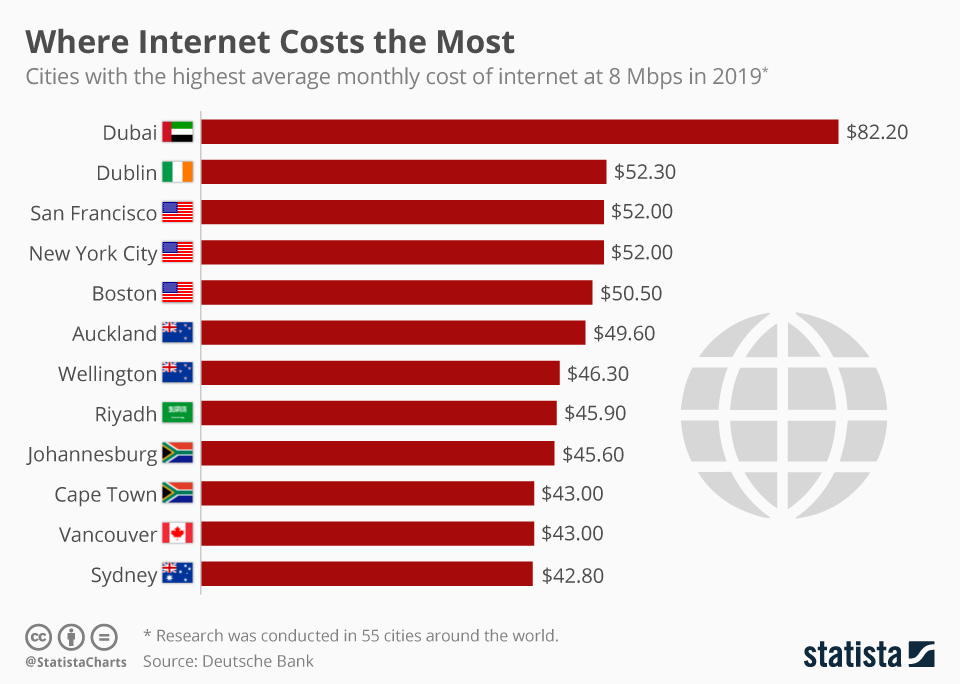 Where Internet Costs the Most
Cities with the highest average monthly cost of internet at 8 Mbps in 2019*
Dubai $82.20
Dublin $52.30
San Francisco $52.00
New York City $52.00
Boston $50.50
Auckland $49.60
Wellington $46.30
Riyadh $45.90
Johannesburg $45.60
Cape Town $43.00
Vancouver $43.00
Sydney $42.80
cc
@StatistaCharts
* Research was conducted in 55 cities around the world.
Source: Deutsche Bank
statista